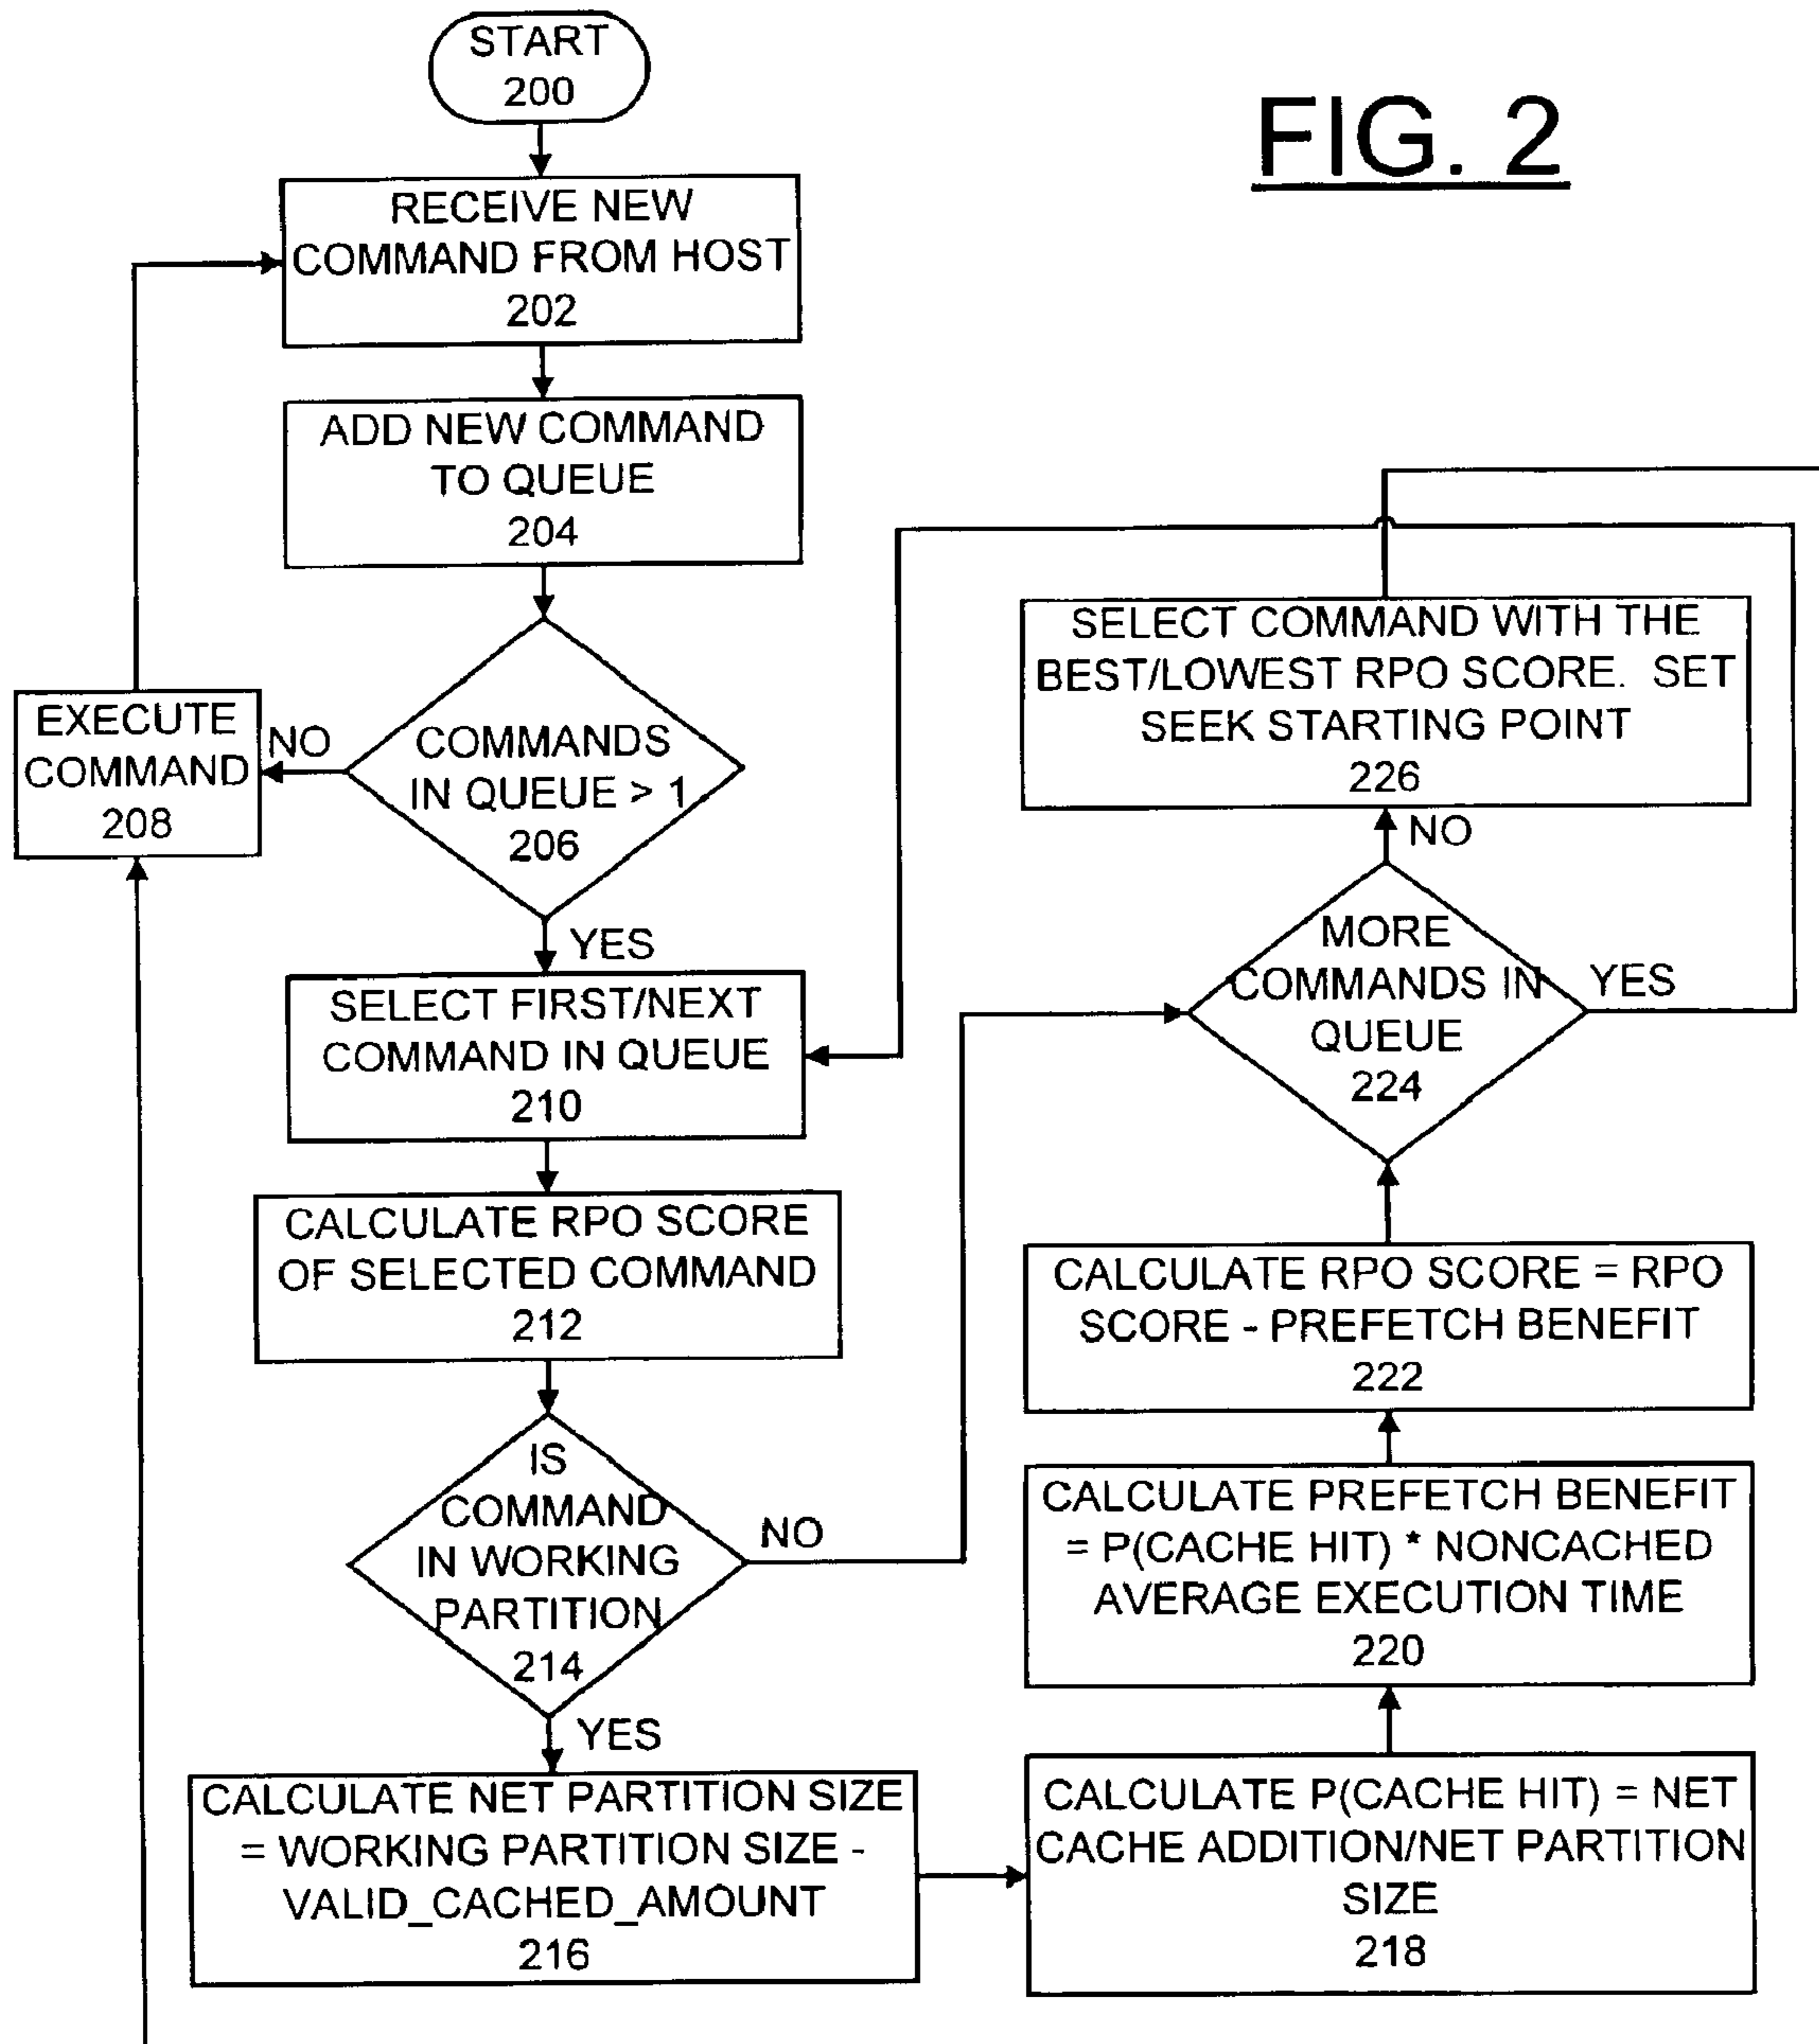 START
200
FIG. 2
RECEIVE NEW
COMMAND FROM HOST
202
ADD NEW COMMAND
TO QUEUE
204
EXECUTE
COMMAND
208
NO
COMMANDS
IN QUEUE > 1
206
YES
SELECT FIRST/NEXT
COMMAND IN QUEUE
210
CALCULATE RPO SCORE
OF SELECTED COMMAND
212
IS
COMMAND
IN WORKING
PARTITION
214
NO
YES
CALCULATE NET PARTITION SIZE
= WORKING PARTITION SIZE -
VALID_CACHED_AMOUNT
216
CALCULATE P(CACHE HIT) = NET
CACHE ADDITION/NET PARTITION
SIZE
218
CALCULATE PREFETCH BENEFIT
= P(CACHE HIT) * NONCACHED
AVERAGE EXECUTION TIME
220
CALCULATE RPO SCORE = RPO
SCORE - PREFETCH BENEFIT
222
MORE
COMMANDS IN
QUEUE
224
YES
NO
SELECT COMMAND WITH THE
BEST/LOWEST RPO SCORE. SET
SEEK STARTING POINT
226